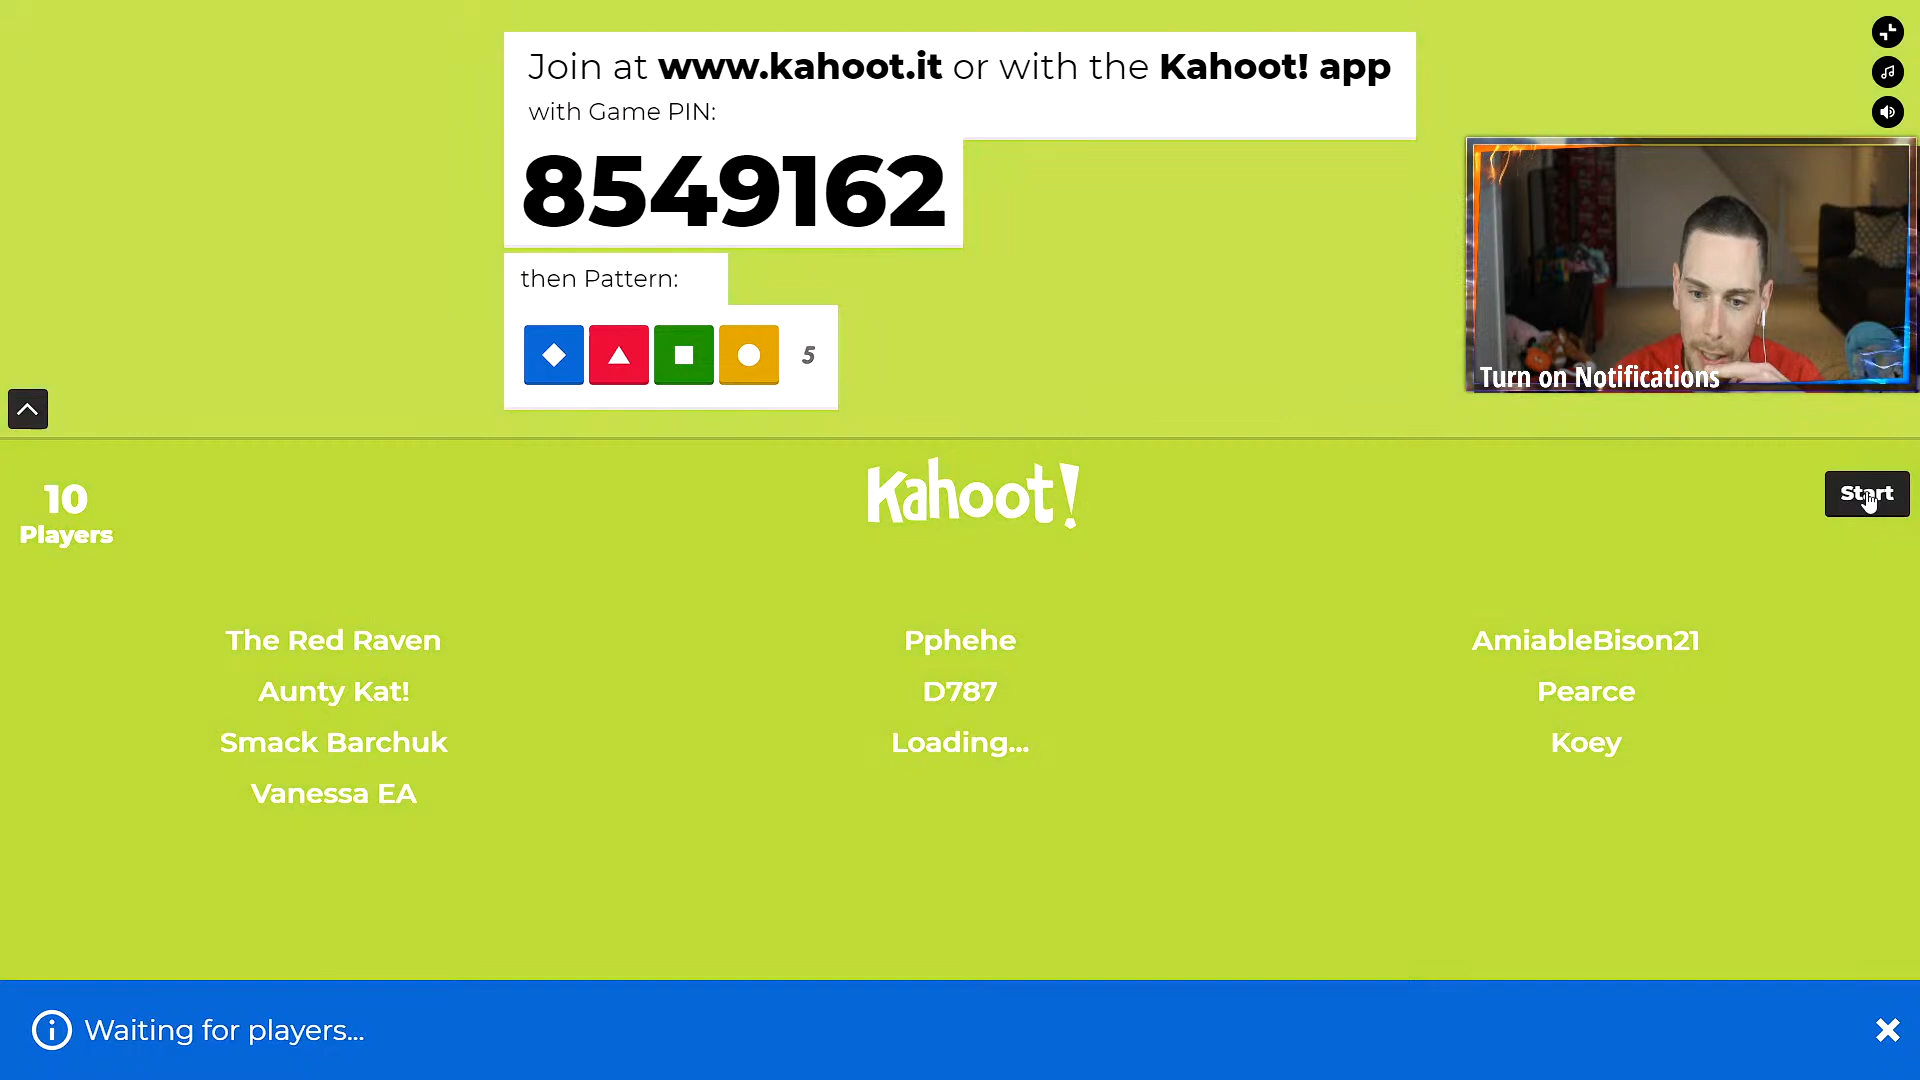 Join at www.kahoot.it or with the Kahoot! app
with Game PIN:
8549162
then Pattern:
5
Turn on Notifications
10
Players
Kahoot!
Start
The Red Raven
Pphehe
AmiableBison21
Aunty Kat!
D787
Pearce
Smack Barchuk
Loading...
Koey
Vanessa EA
Waiting for players...